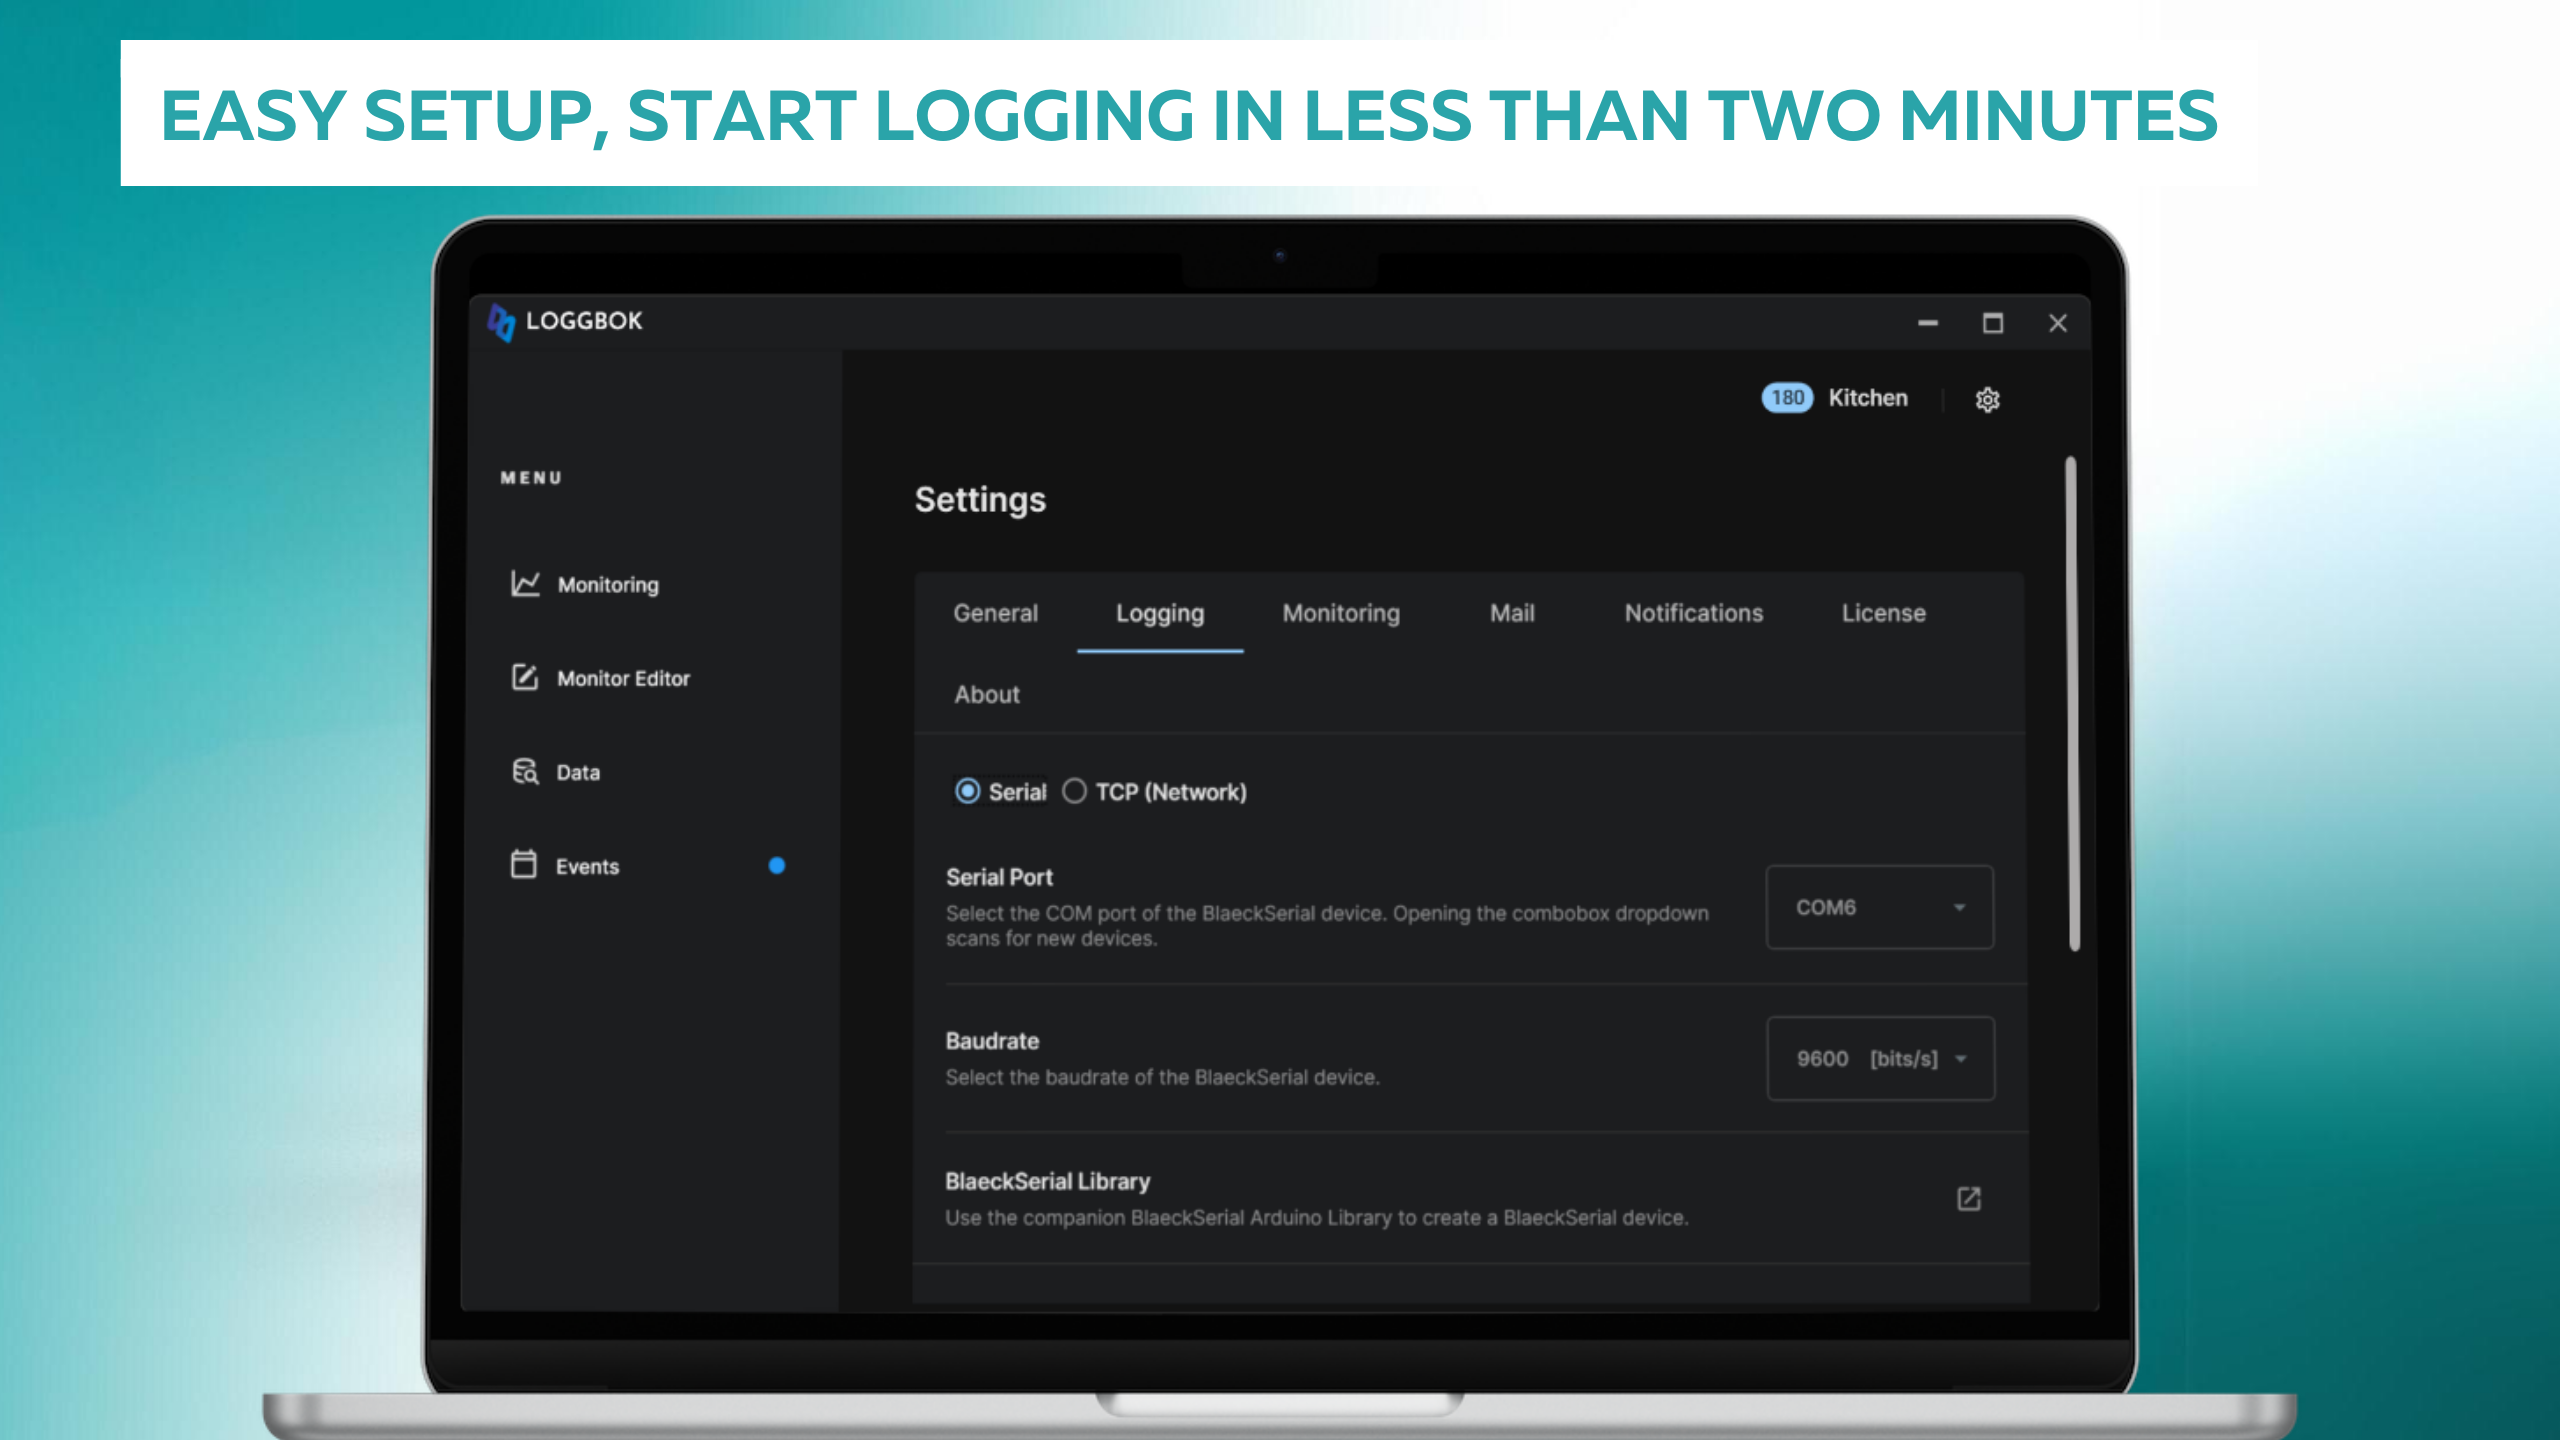 EASY SETUP, START LOGGING IN LESS THAN TWO MINUTES
LOGGBOK
180 Kitchen
MENU
Monitoring
Monitor Editor
Data
Events
Settings
General Logging Monitoring Mail Notifications License
About
Serial TCP (Network)
Serial Port
Select the COM port of the BlaeckSerial device. Opening the combobox dropdown
scans for new devices.
COM6
Baudrate
Select the baudrate of the BlaeckSerial device.
9600 [bits/s]
BlaeckSerial Library
Use the companion BlaeckSerial Arduino Library to create a BlaeckSerial device.